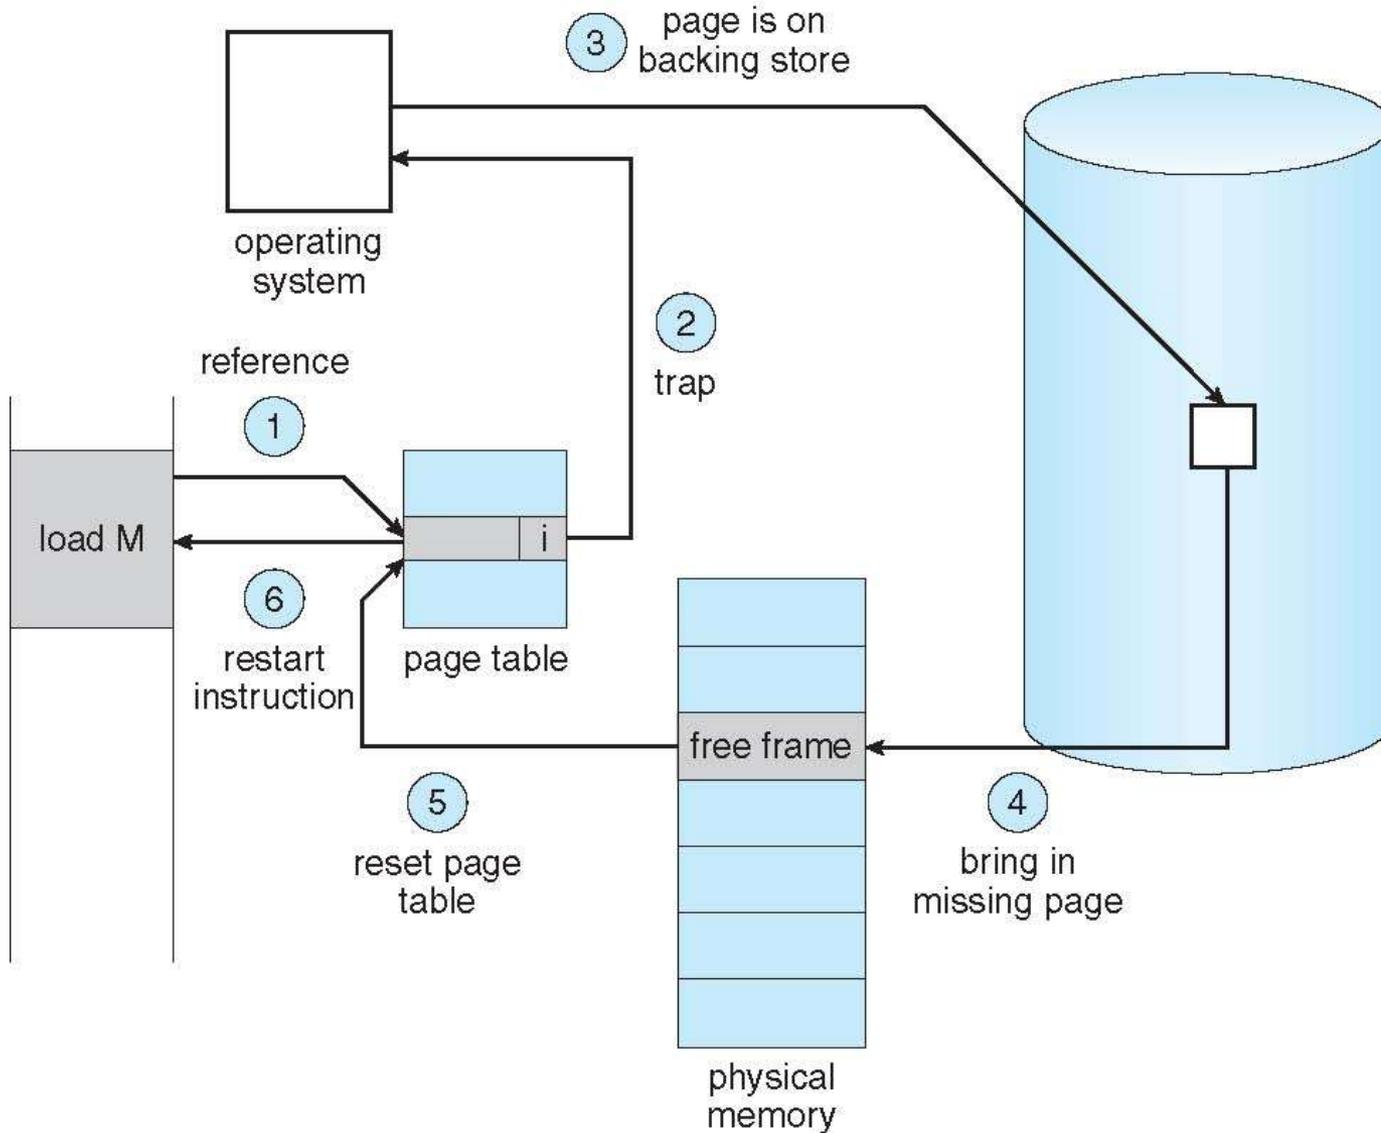 3
page is on
backing store
operating
system
2
trap
reference
1
load M
i
6
restart
instruction
page table
free frame
5
reset page
table
4
bring in
missing page
physical
memory